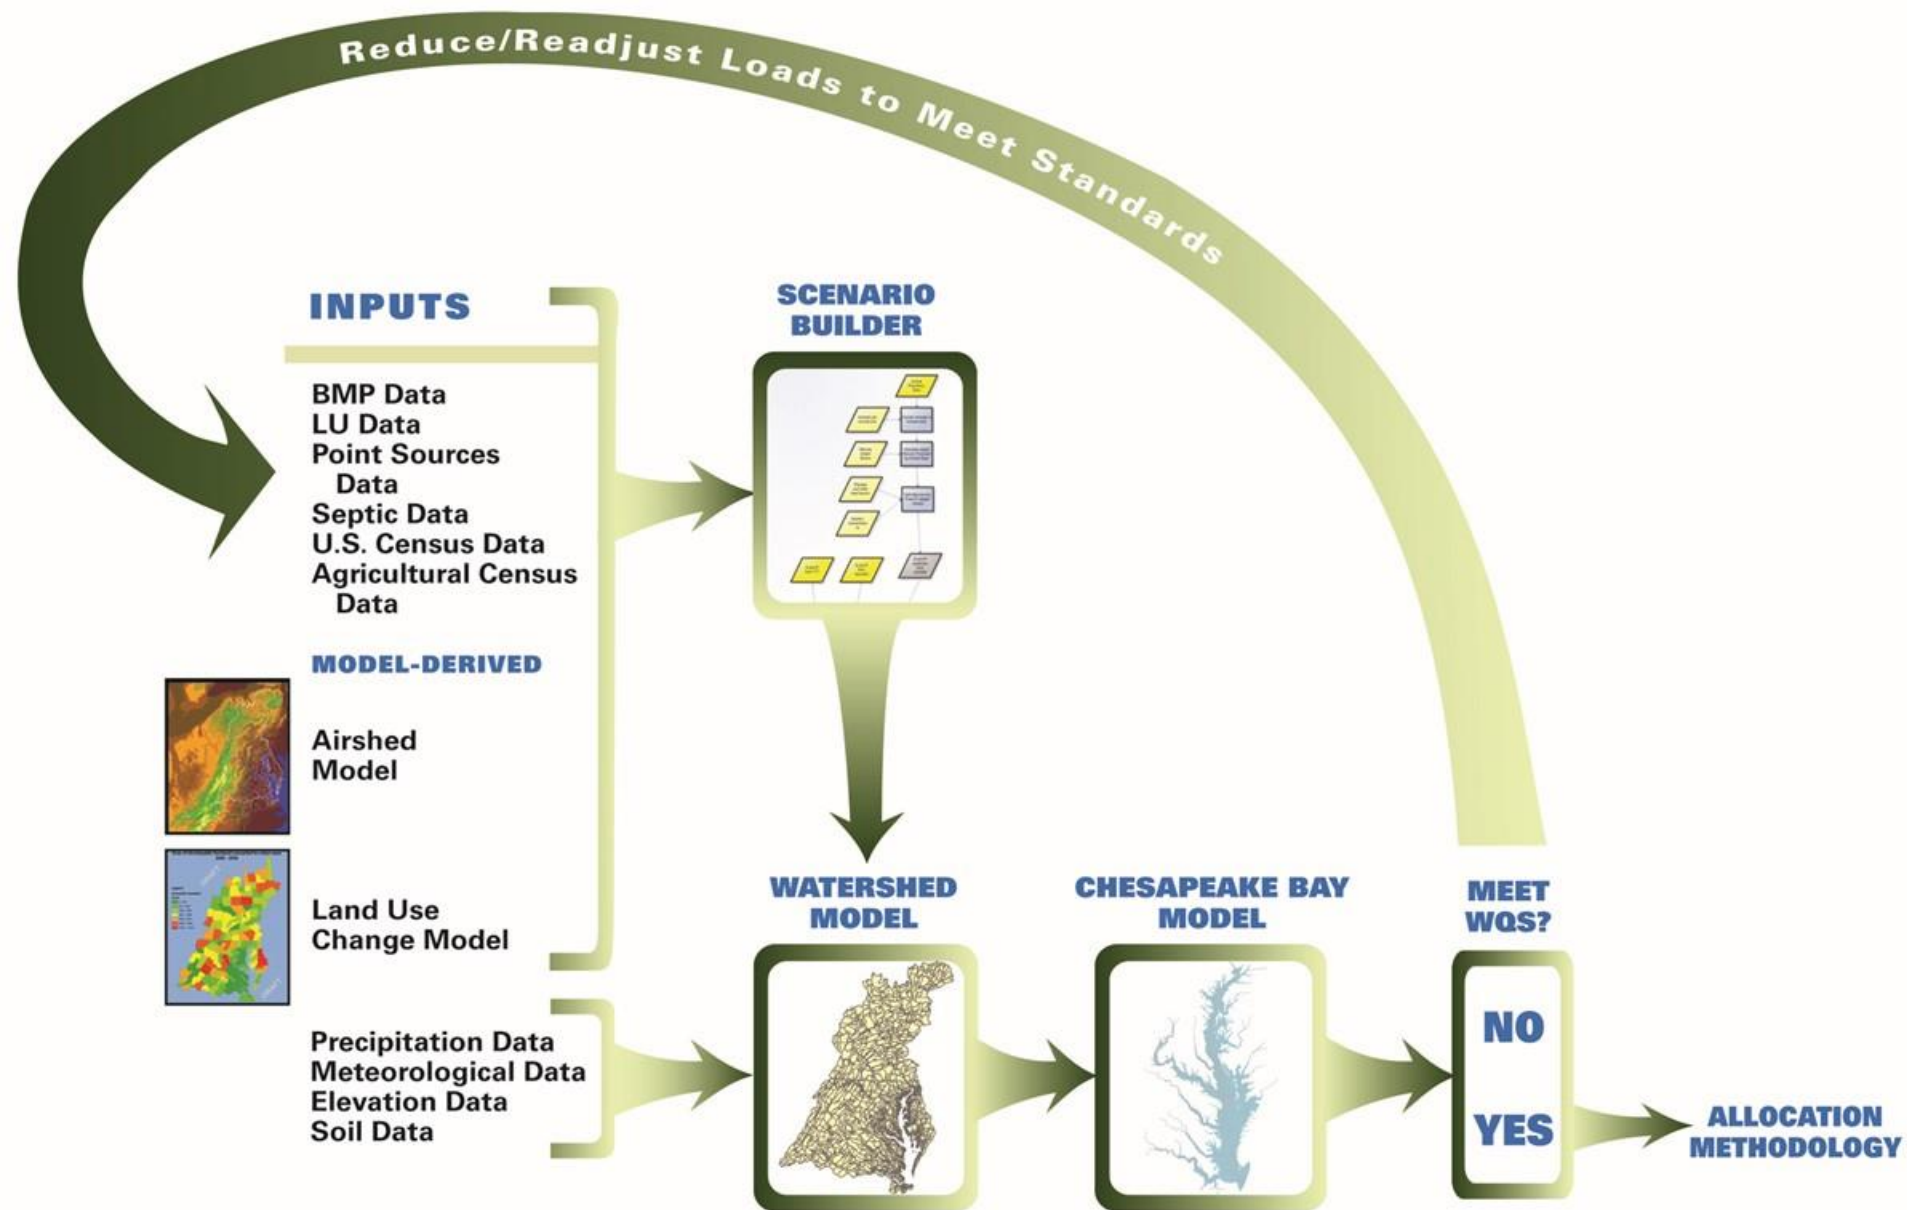 Reduce/Readjust Loads to Meet Standards
INPUTS
BMP Data
LU Data
Point Sources
Data
Septic Data
U.S. Census Data
Agricultural Census
Data
MODEL-DERIVED
Airshed
Model
Land Use
Change Model
Precipitation Data
Meteorological Data
Elevation Data
Soil Data
SCENARIO
BUILDER
WATERSHED
MODEL
CHESAPEAKE BAY
MODEL
MEET
WQS?
NO
YES
ALLOCATION
METHODOLOGY